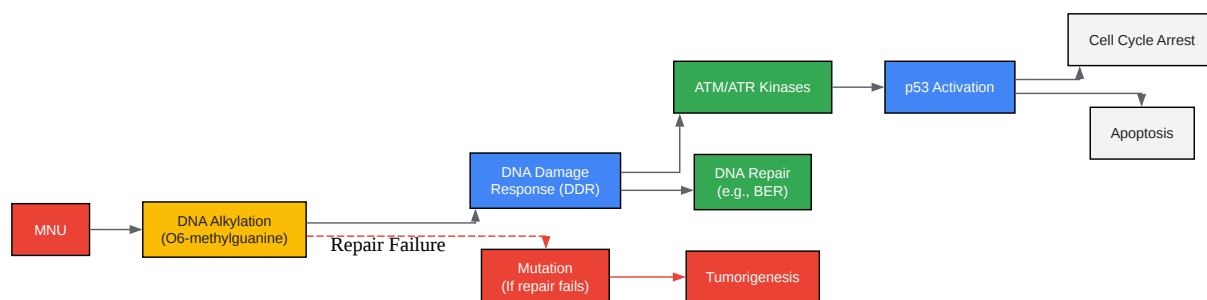 MNU
DNA Alkylation
(O6-methylguanine)
Repair Failure
DNA Damage
Response (DDR)
Mutation
(If repair fails)
ATM/ATR Kinases
DNA Repair
(e.g., BER)
Tumorigenesis
p53 Activation
Cell Cycle Arrest
Apoptosis